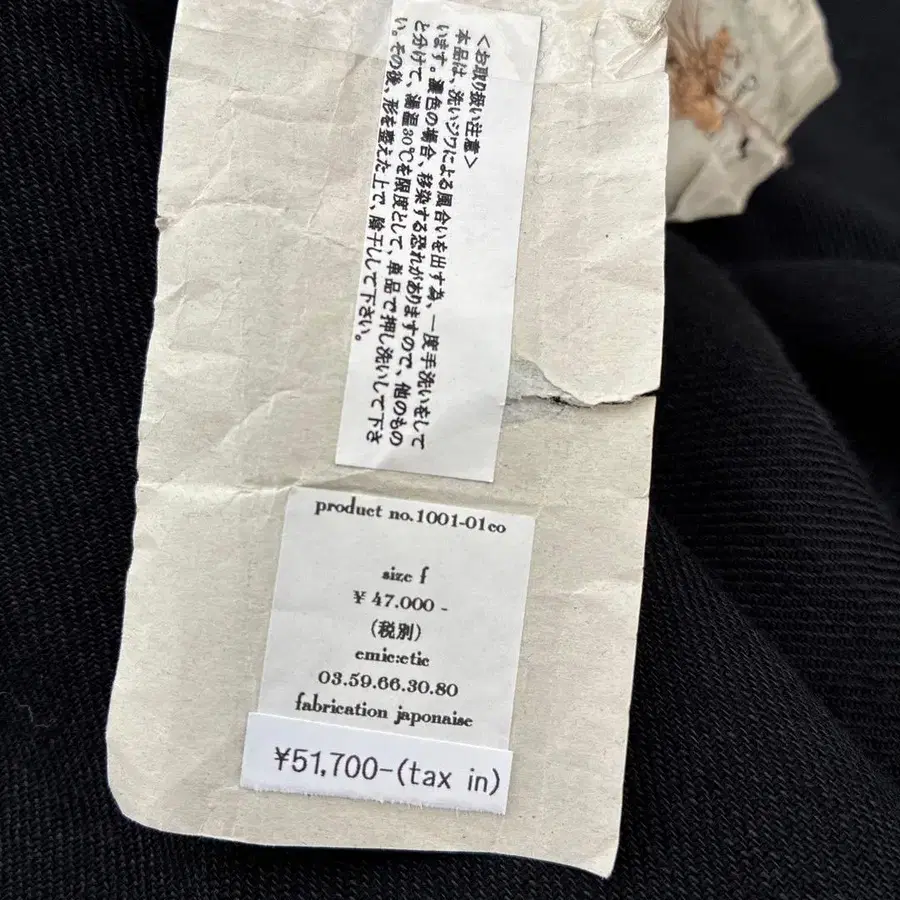 <お取り扱い注意>
本品は、洗いジワによる風合いを出す為、一度手洗いをして
います。濃色の場合、移染する恐れがありますので、他のもの
と分けて、湯温30℃を限度として、単品で押し洗いして下さ
い。その後、形を整えた上で、陰干しして下さい。
product no.1001-01co
size f
¥ 47.000 -
(税別)
emic:etic
03.59.66.30.80
fabrication japonaise
¥51,700-(tax in)